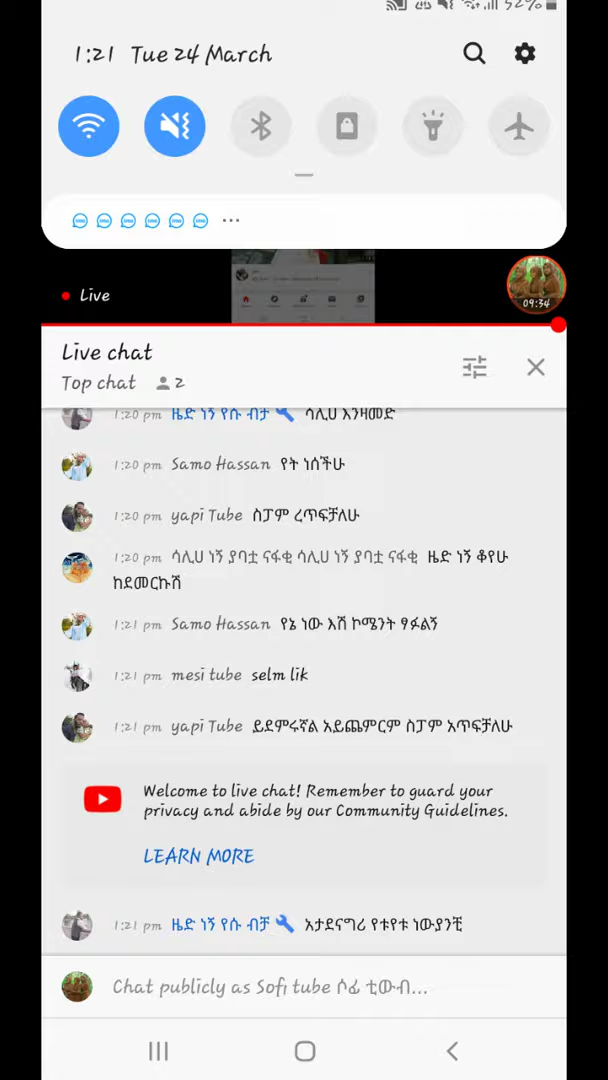 52%
1:21 Tue 24 March
...
Live
09:34
Live chat
Top chat 2
1:20 pm ዜድ ነኝ የሱ ብቻ ሳሊሀ እንዛመድ
1:20 pm Samo Hassan የት ነሰችሁ
1:20 pm yapi Tube ስፓም ረጥፍቻለሁ
1:20 pm ሳሊሀ ነኝ ያባቷ ናፋቂ ሳሊሀ ነኝ ያባቷ ናፋቂ ዜድ ነኝ ቆየሁ
ከደመርኩሽ
1:21 pm Samo Hassan የኔ ነው እሽ ኮሜንት ፃፉልኝ
1:21 pm mesi tube selm lik
1:21 pm yapi Tube ይደምሩኛል አይጨምርም ስፓም አጥፍቻለሁ
Welcome to live chat! Remember to guard your
privacy and abide by our Community Guidelines.
LEARN MORE
1:21 pm ዜድ ነኝ የሱ ብቻ አታደናግሪ የቱየቱ ነውያንቺ
Chat publicly as Sofi tube ሶፊ ቲውብ...